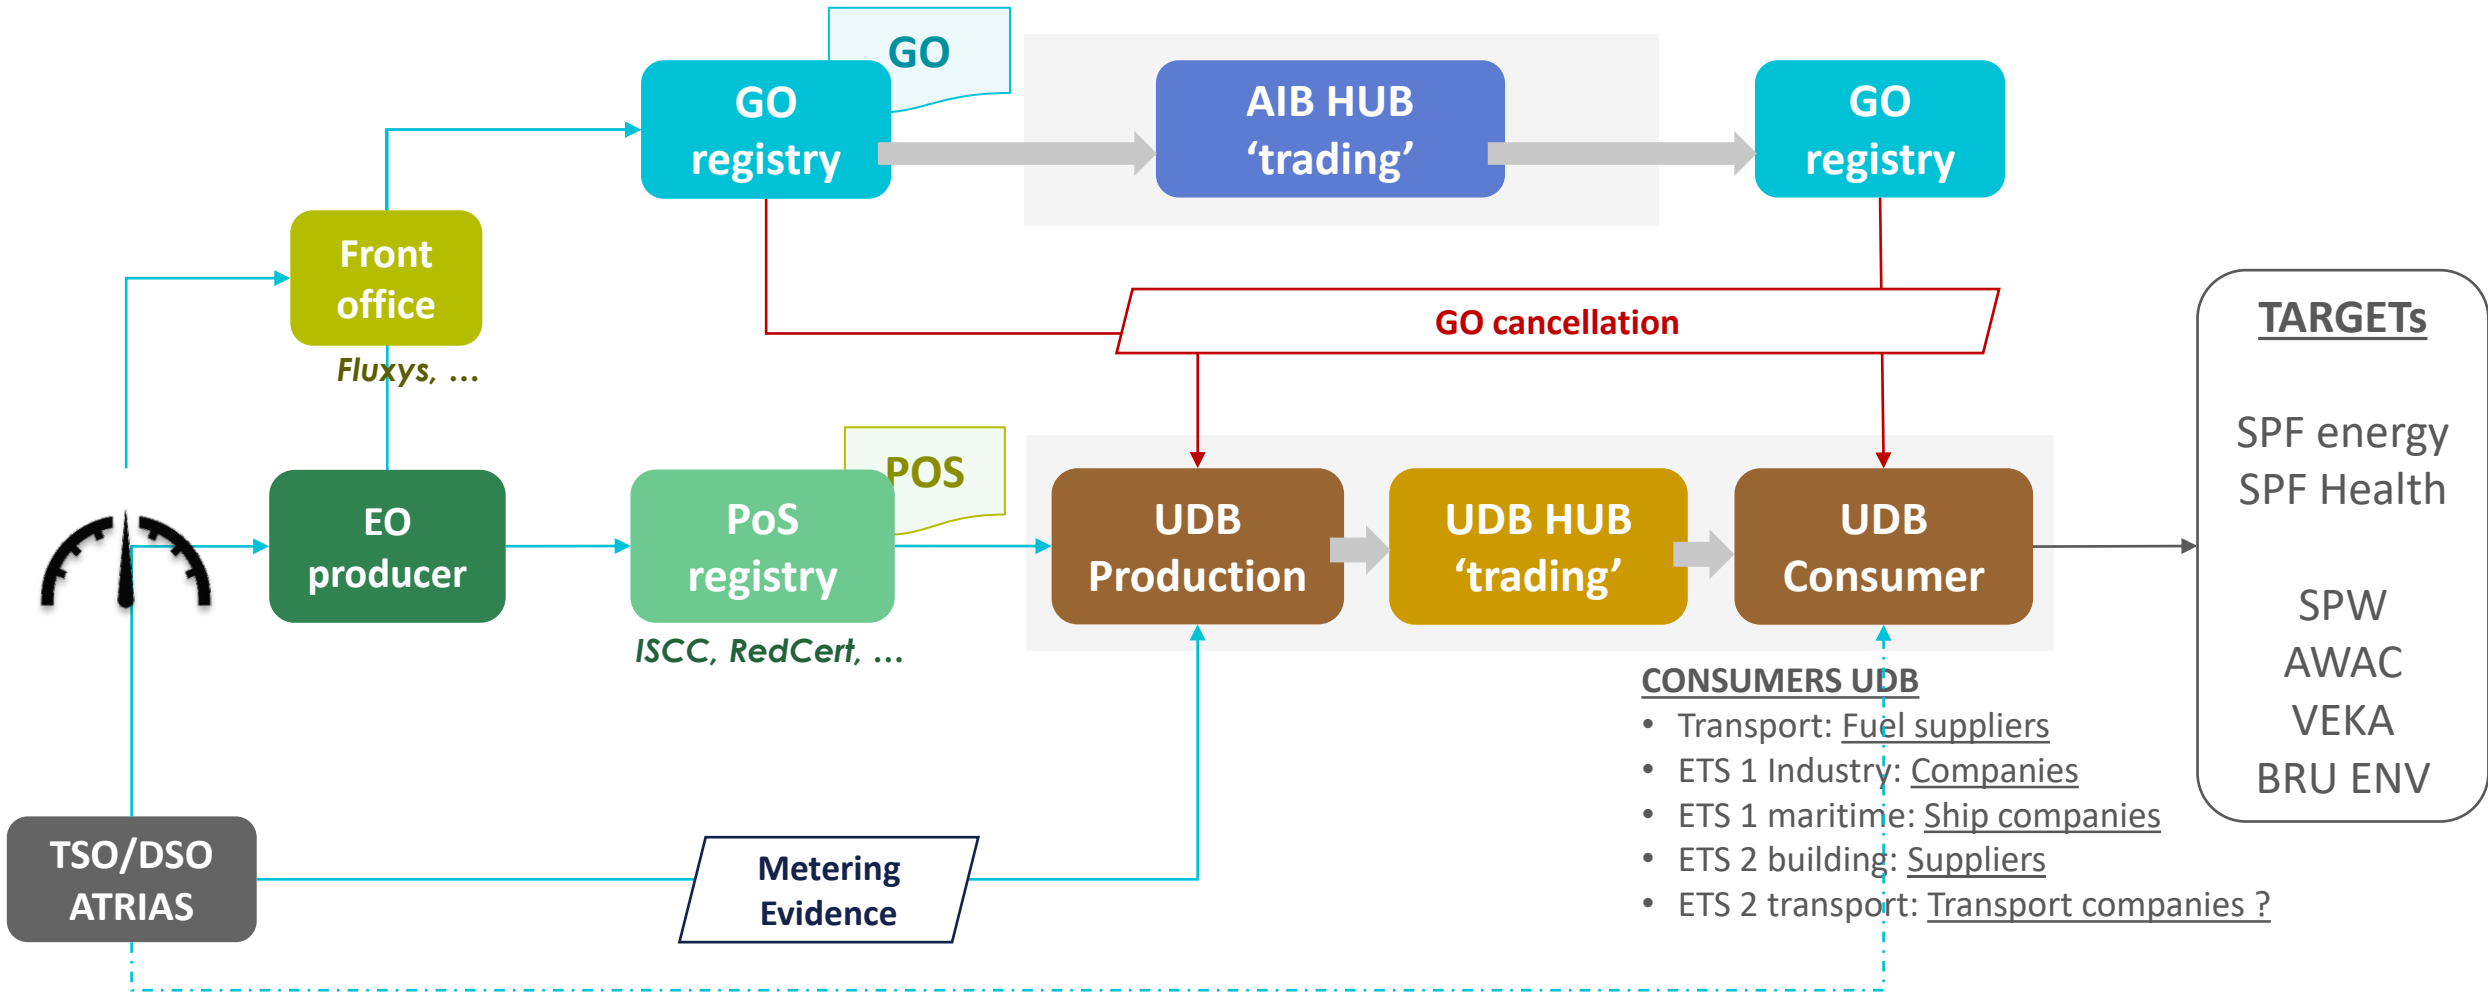 GO
GO
registry
AIB HUB
‘trading’
GO
registry
Front
office
Fluxys, ...
GO cancellation
TARGETs
SPF energy
SPF Health
SPW
AWAC
VEKA
BRU ENV
EO
producer
POS
PoS
registry
ISCC, RedCert, ...
UDB
Production
UDB HUB
‘trading’
UDB
Consumer
CONSUMERS UDB
• Transport: Fuel suppliers
• ETS 1 Industry: Companies
• ETS 1 maritime: Ship companies
• ETS 2 building: Suppliers
• ETS 2 transport: Transport companies ?
TSO/DSO
ATRIAS
Metering
Evidence